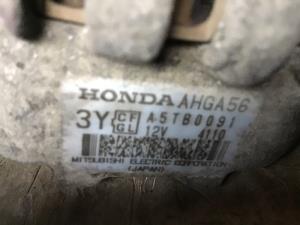 HONDA AHGA56
3Y CF GL A5TB0091
12V 4110
MITSUBISHI ELECTRIC CORPORATION
(JAPAN)